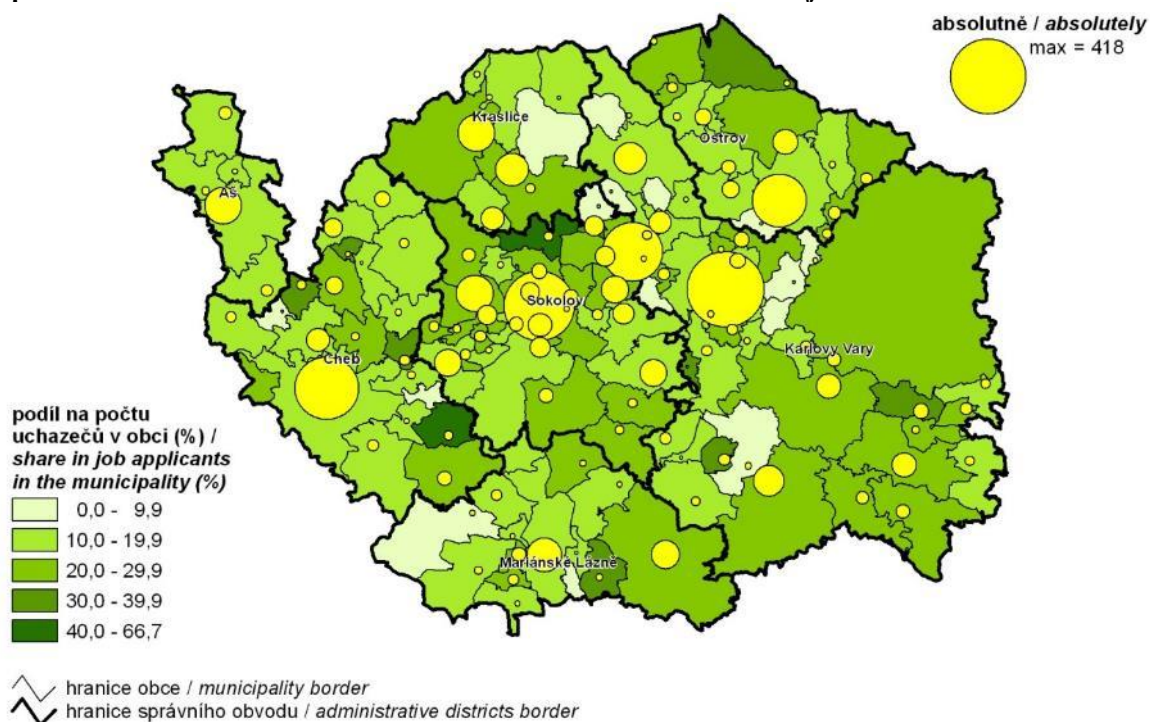 absolutně / absolutely
max = 418
Kraslice
Ostrov
Aš
Sokolov
Cheb
Karlovy Vary
Mariánské Lázně
podíl na počtu
uchazečů v obci (%) /
share in job applicants
in the municipality (%)
0,0 - 9,9
10,0 - 19,9
20,0 - 29,9
30,0 - 39,9
40,0 - 66,7
hranice obce / municipality border
hranice správního obvodu / administrative districts border